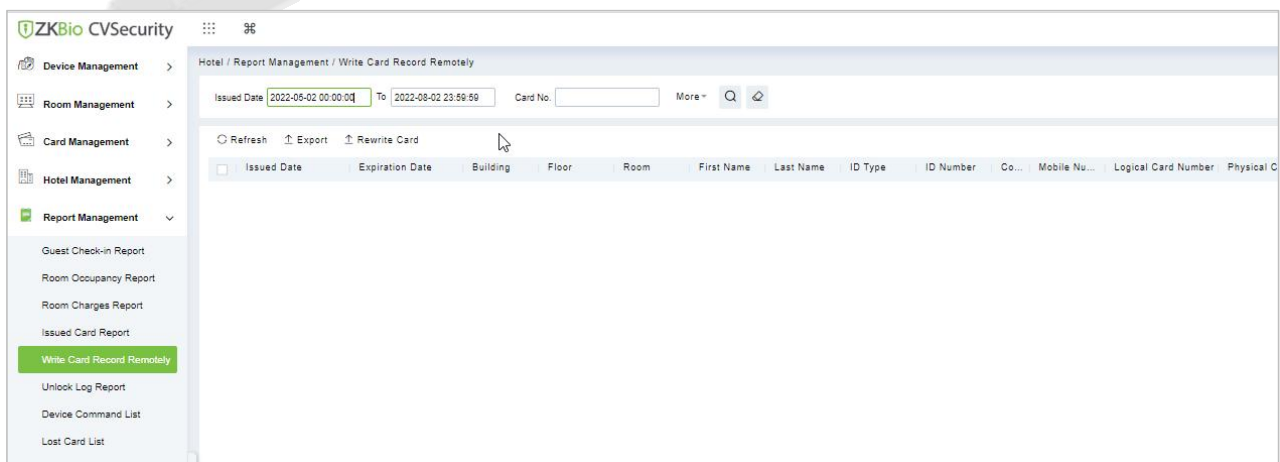 ZKBio CVSecurity
Device Management
Room Management
Card Management
Hotel Management
Report Management
Guest Check-in Report
Room Occupancy Report
Room Charges Report
Issued Card Report
Write Card Record Remotely
Unlock Log Report
Device Command List
Lost Card List
Hotel / Report Management / Write Card Record Remotely
Issued Date 2022-05-02 00:00:00 To 2022-08-02 23:59:59 Card No. More
Refresh Export Rewrite Card
Issued Date Expiration Date Building Floor Room First Name Last Name ID Type ID Number Co... Mobile Nu... Logical Card Number Physical C